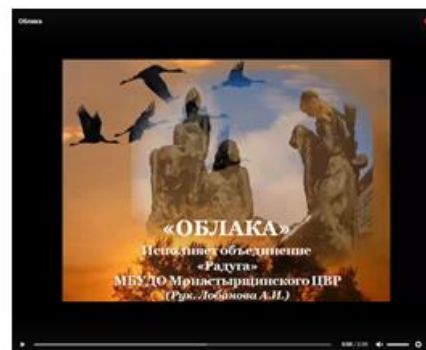 Облака
«ОБЛАКА»
Исполняет объединение
«Радуга»
МБУДО Монастырщинского ЦВР
(Рук. Лобанова А.И.)